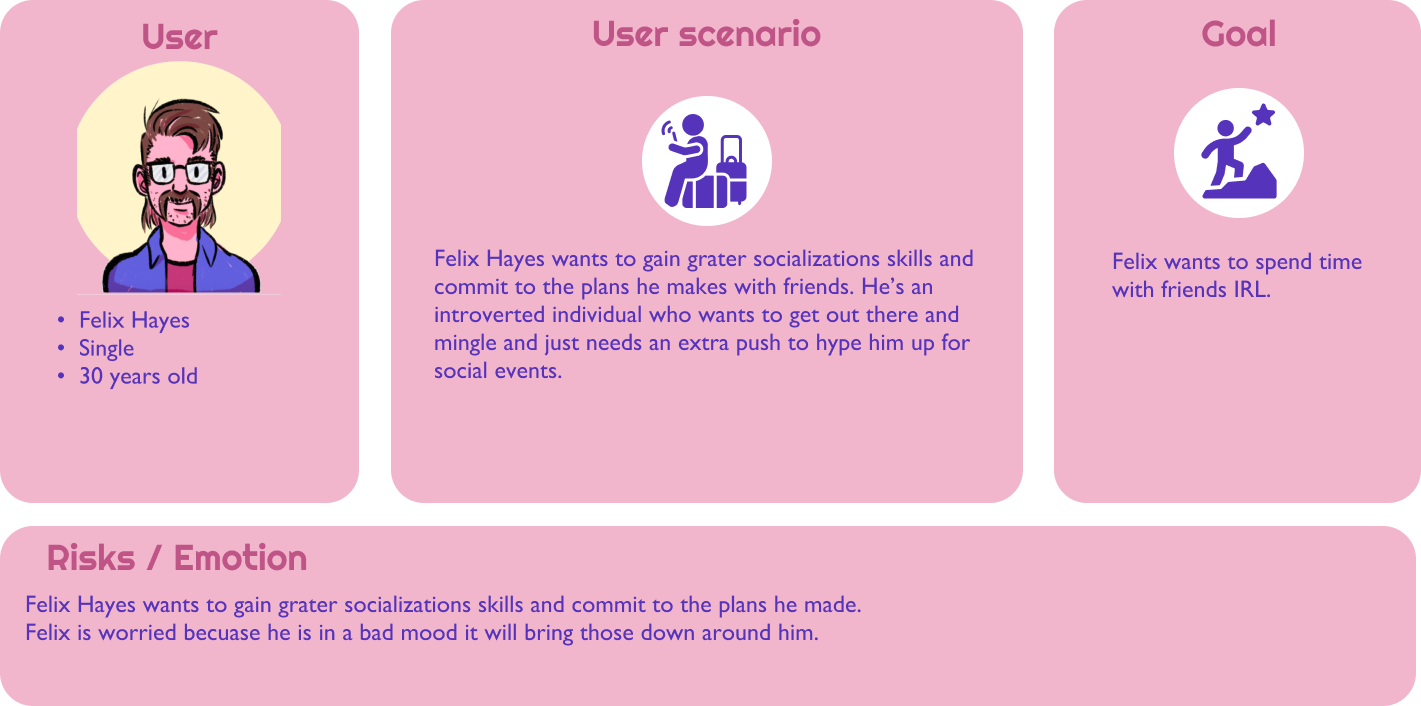 User
• Felix Hayes
• Single
• 30 years old
User scenario
Felix Hayes wants to gain grater socializations skills and
commit to the plans he makes with friends. He's an
introverted individual who wants to get out there and
mingle and just needs an extra push to hype him up for
social events.
Goal
Felix wants to spend time
with friends IRL.
Risks / Emotion
Felix Hayes wants to gain grater socializations skills and commit to the plans he made.
Felix is worried becuase he is in a bad mood it will bring those down around him.